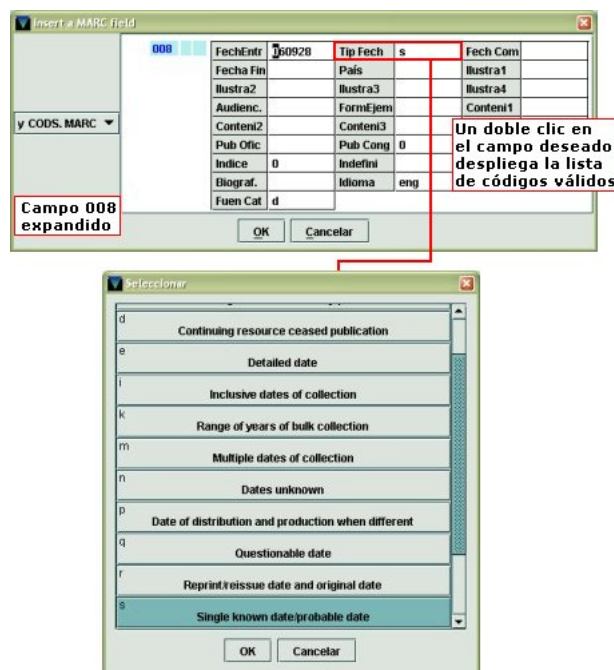 Insert a MARC field
008 FechEntr 160928 Tip Fech s Fech Com
Fecha Fin País Ilustra1
Ilustra2 Ilustra3 Ilustra4
Audienc. FormEjem Conteni1
y CODS. MARC Conteni2 Conteni3
Pub Ofic Pub Cong 0
Indice 0 Indefini
Biograf. Idioma eng
Fuen Cat d
Un doble clic en
el campo deseado
despliega la lista
de códigos válidos
Campo 008
expandido
OK Cancelar
Seleccionar
d
Continuing resource ceased publication
e
Detailed date
i
Inclusive dates of collection
k
Range of years of bulk collection
m
Multiple dates of collection
n
Dates unknown
p
Date of distribution and production when different
q
Questionable date
r
Reprint/reissue date and original date
s
Single known date/probable date
OK Cancelar